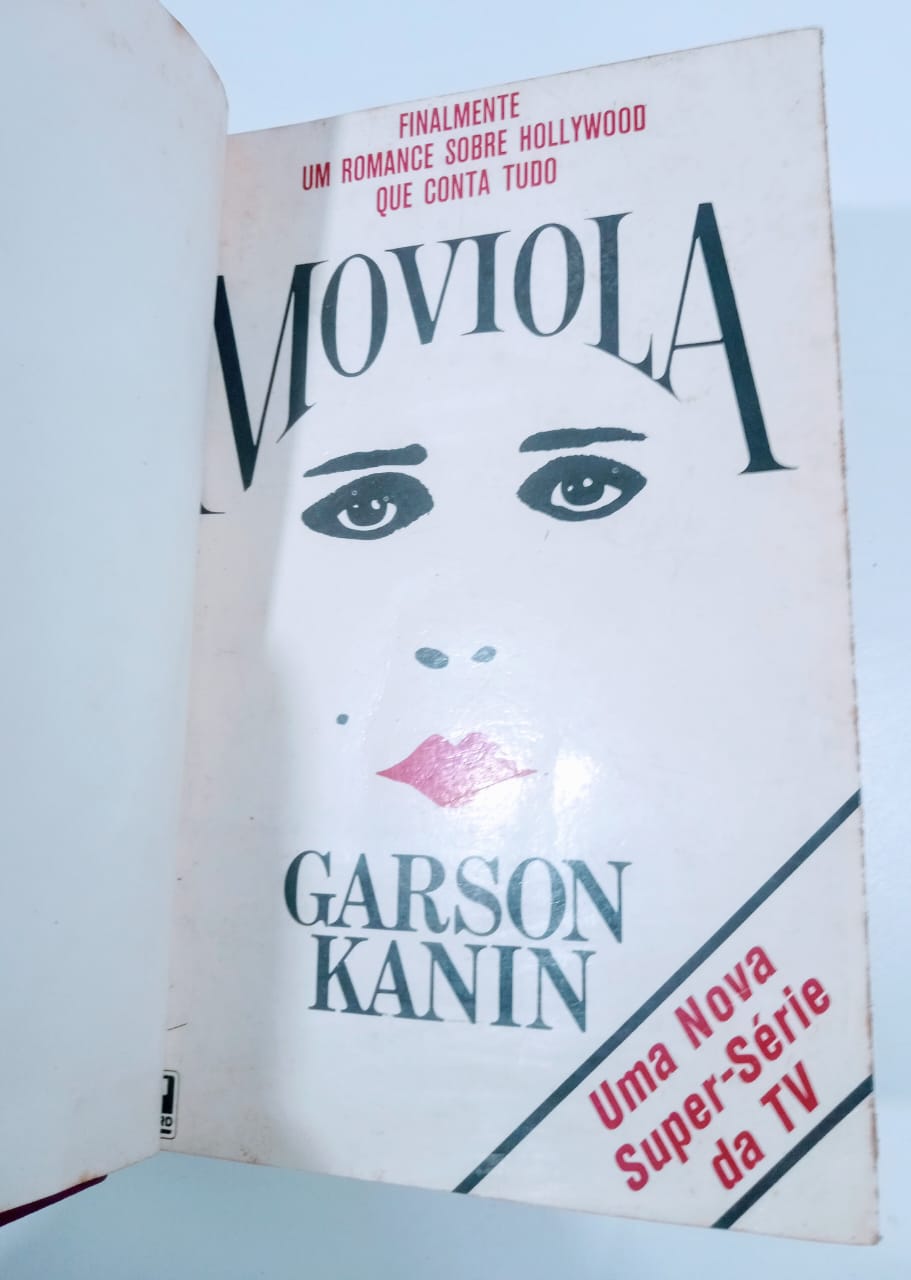 FINALMENTE
UM ROMANCE SOBRE HOLLYWOOD
QUE CONTA TUDO
MOVIOLA
GARSON
KANIN
Uma Nova
Super-Série
da TV